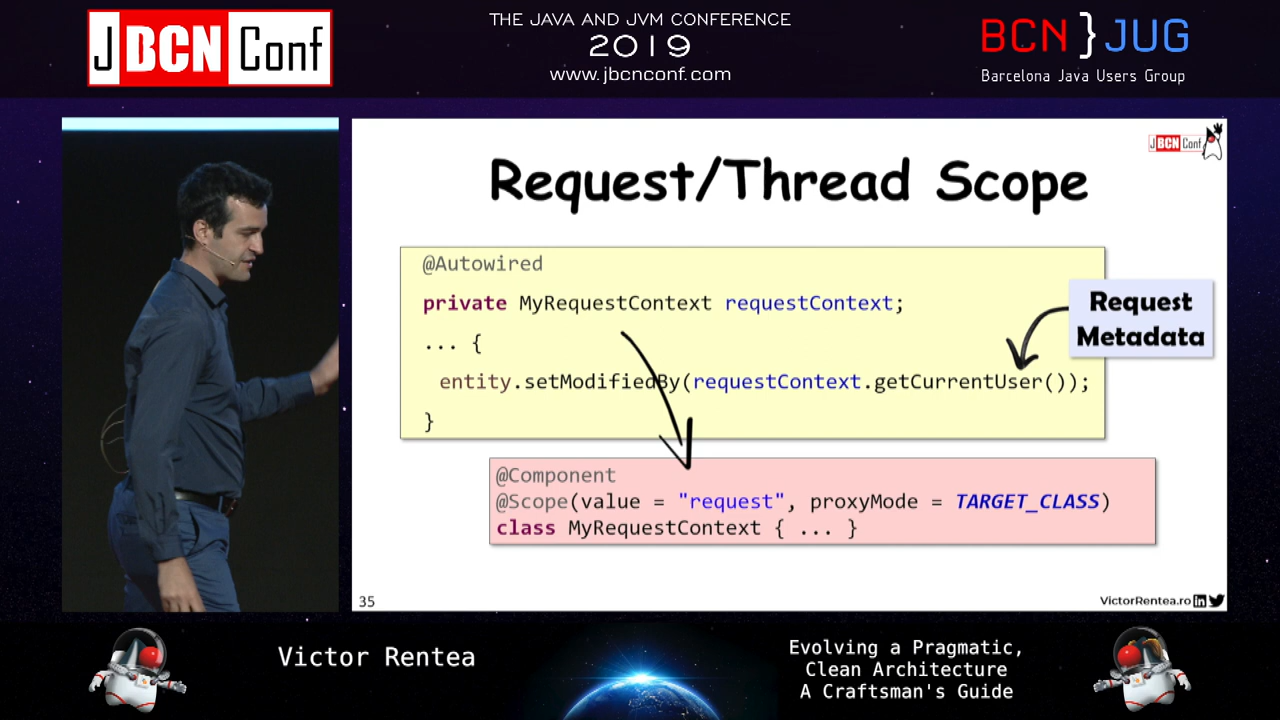 JBCNConf
THE JAVA AND JVM CONFERENCE
2019
www.jbcnconf.com
BCN}JUG
Barcelona Java Users Group
JBCNConf
Request/Thread Scope
@Autowired
private MyRequestContext requestContext;
... {
entity.setModifiedBy(requestContext.getCurrentUser());
}
Request
Metadata
@Component
@Scope(value = "request", proxyMode = TARGET_CLASS)
class MyRequestContext { ... }
35
VictorRentea.ro
Victor Rentea
Evolving a Pragmatic,
Clean Architecture
A Craftsman's Guide